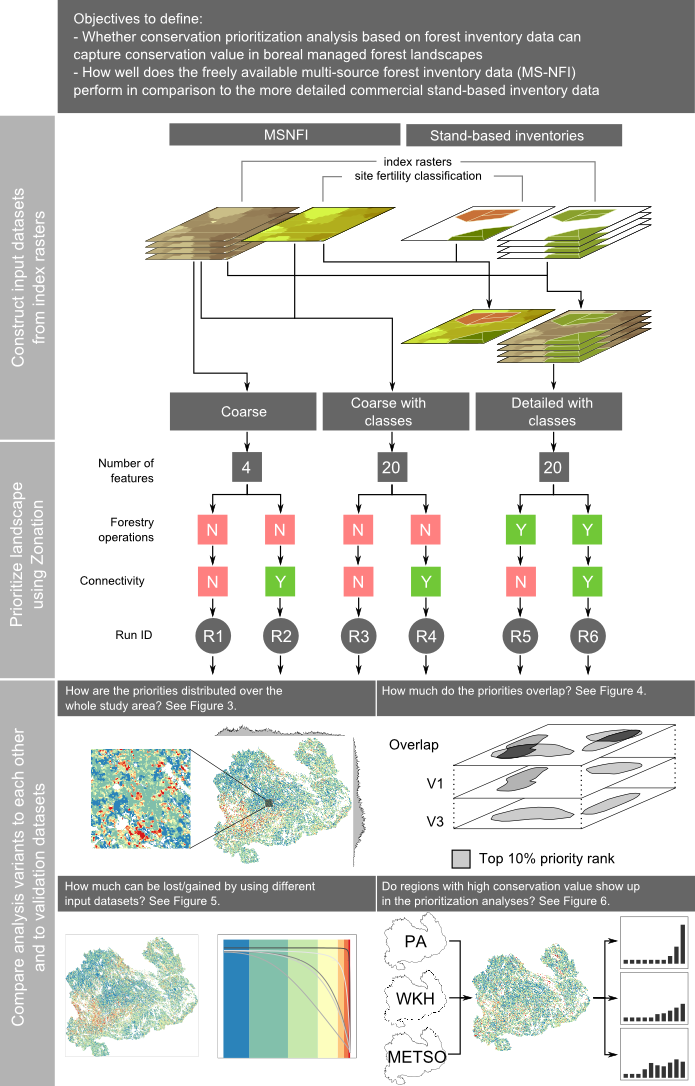 Objectives to define:
- Whether conservation prioritization analysis based on forest inventory data can
capture conservation value in boreal managed forest landscapes
- How well does the freely available multi-source forest inventory data (MS-NFI)
perform in comparison to the more detailed commercial stand-based inventory data
Construct input datasets
from index rasters
MSNFI
Stand-based inventories
index rasters
site fertility classification
Coarse
Coarse with
classes
Detailed with
classes
Prioritize landscape
using Zonation
Number of
features
4
20
20
Forestry
operations
N
N
N
N
Y
Y
Connectivity
N
Y
N
Y
N
Y
Run ID
R1
R2
R3
R4
R5
R6
Compare analysis variants to each other
and to validation datasets
How are the priorities distributed over the
whole study area? See Figure 3.
How much do the priorities overlap? See Figure 4.
Overlap
V1
V3
Top 10% priority rank
How much can be lost/gained by using different
input datasets? See Figure 5.
Do regions with high conservation value show up
in the prioritization analyses? See Figure 6.
PA
WKH
METSO